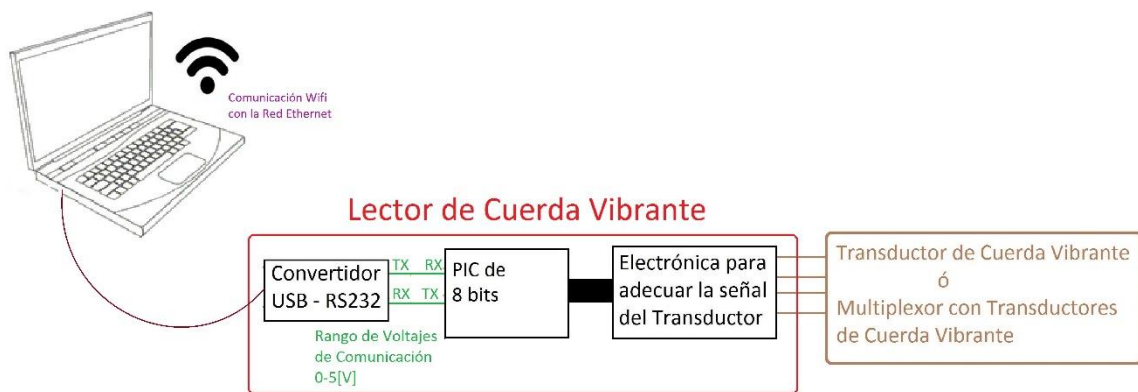 Comunicación Wifi
con la Red Ethernet
Lector de Cuerda Vibrante
Convertidor
USB - RS232
TX RX
RX TX
PIC de
8 bits
Electrónica para
adecuar la señal
del Transductor
Rango de Voltajes
de Comunicación
0-5[V]
Transductor de Cuerda Vibrante
ó
Multiplexor con Transductores
de Cuerda Vibrante